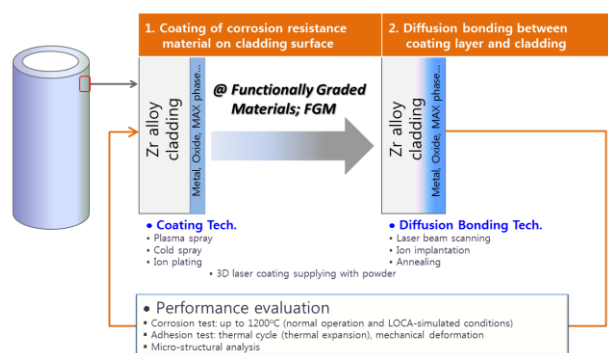 1. Coating of corrosion resistance
material on cladding surface
2. Diffusion bonding between
coating layer and cladding
Zr alloy
cladding
Metal, Oxide, MAX phase...
@ Functionally Graded
Materials; FGM
Zr alloy
cladding
Metal, Oxide, MAX phase...
• Coating Tech.
• Plasma spray
• Cold spray
• Ion plating
• Diffusion Bonding Tech.
• Laser beam scanning
• Ion implantation
• Annealing
• 3D laser coating supplying with powder
• Performance evaluation
▪ Corrosion test: up to 1200°C (normal operation and LOCA-simulated conditions)
▪ Adhesion test: thermal cycle (thermal expansion), mechanical deformation
▪ Micro-structural analysis